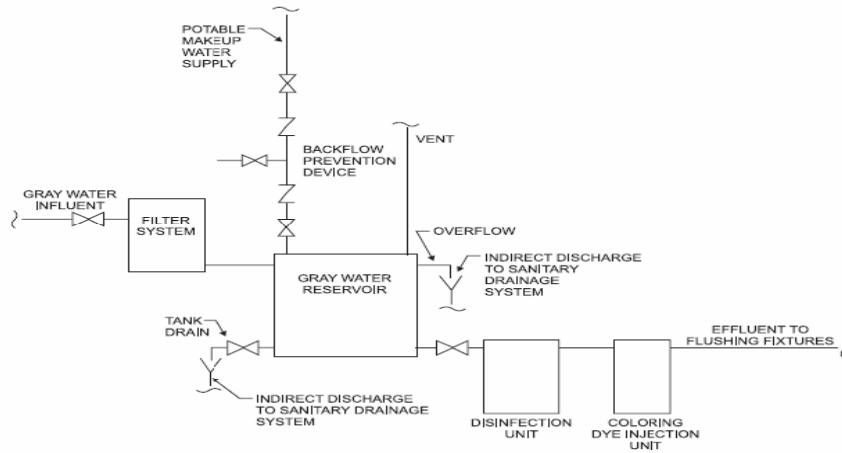 POTABLE
MAKEUP
WATER
SUPPLY
BACKFLOW
PREVENTION
DEVICE
VENT
GRAY WATER
INFLUENT
FILTER
SYSTEM
OVERFLOW
GRAY WATER
RESERVOIR
INDIRECT DISCHARGE
TO SANITARY
DRAINAGE
SYSTEM
TANK
DRAIN
EFFLUENT TO
FLUSHING FIXTURES
INDIRECT DISCHARGE
TO SANITARY DRAINAGE
SYSTEM
DISINFECTION
UNIT
COLORING
DYE INJECTION
UNIT